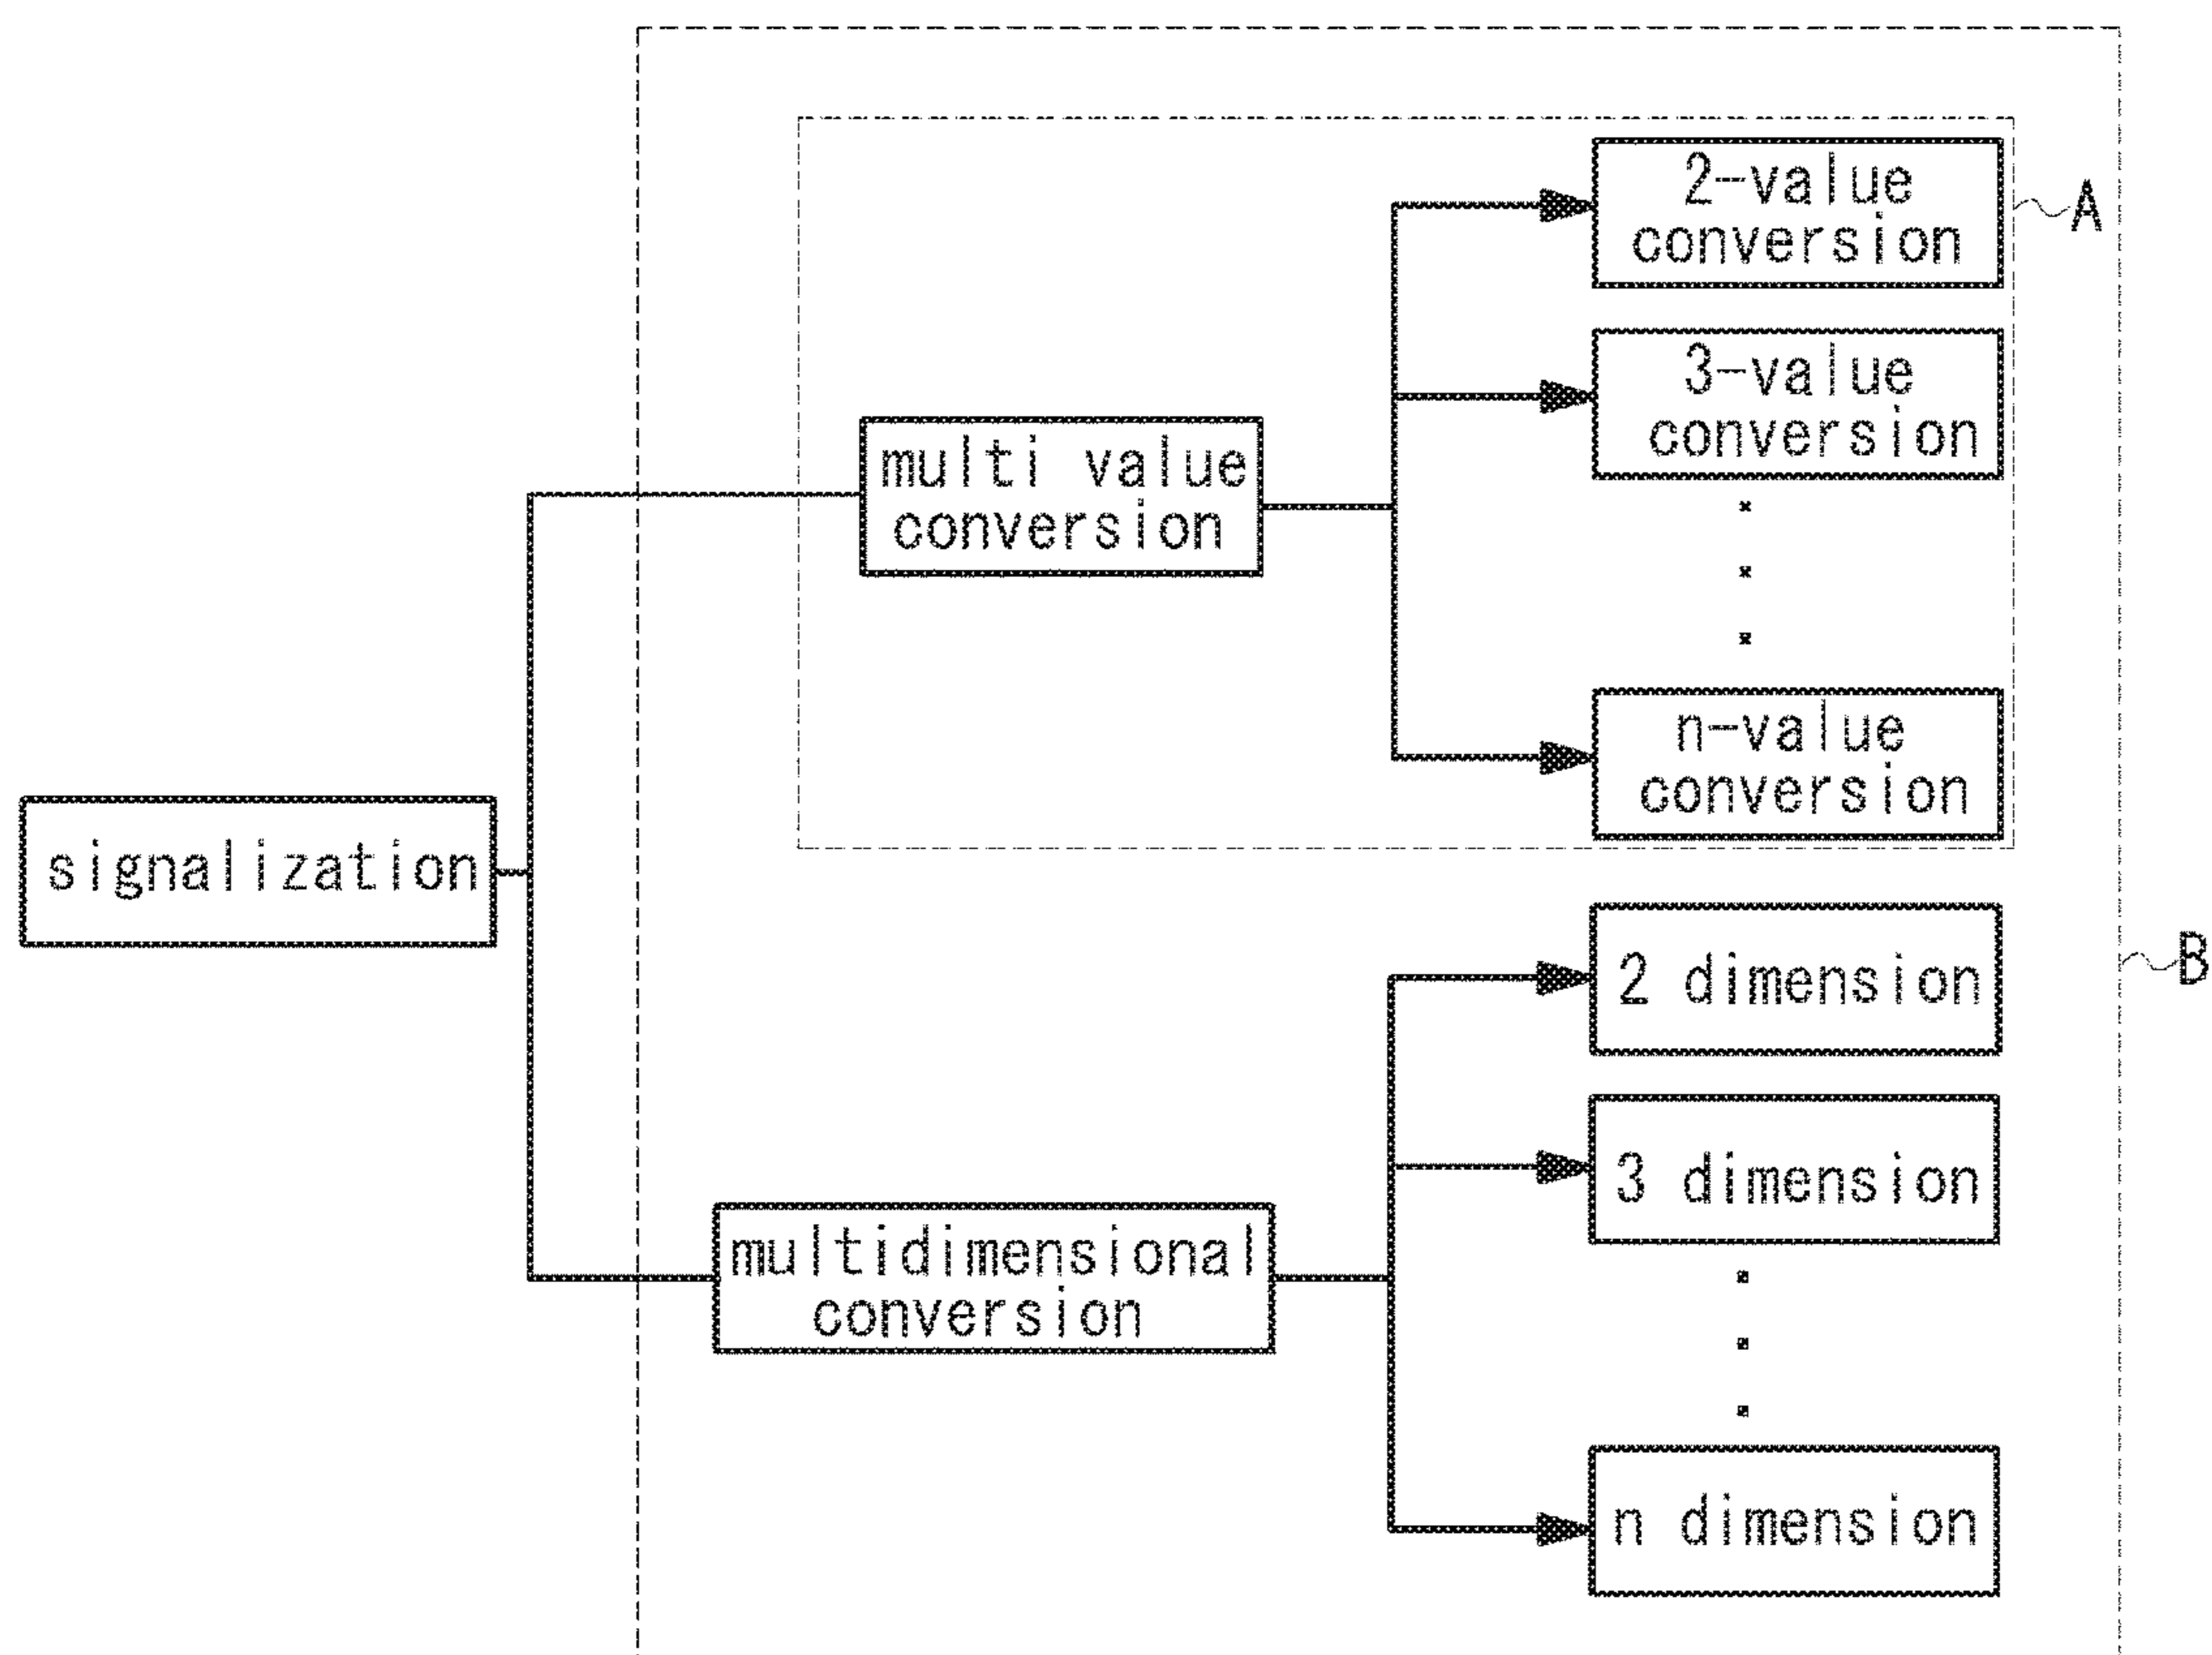 2-value
conversion
A
3-value
conversion
multi value
conversion
n-value
conversion
signalization
2 dimension
B
3 dimension
multidimensional
conversion
n dimension